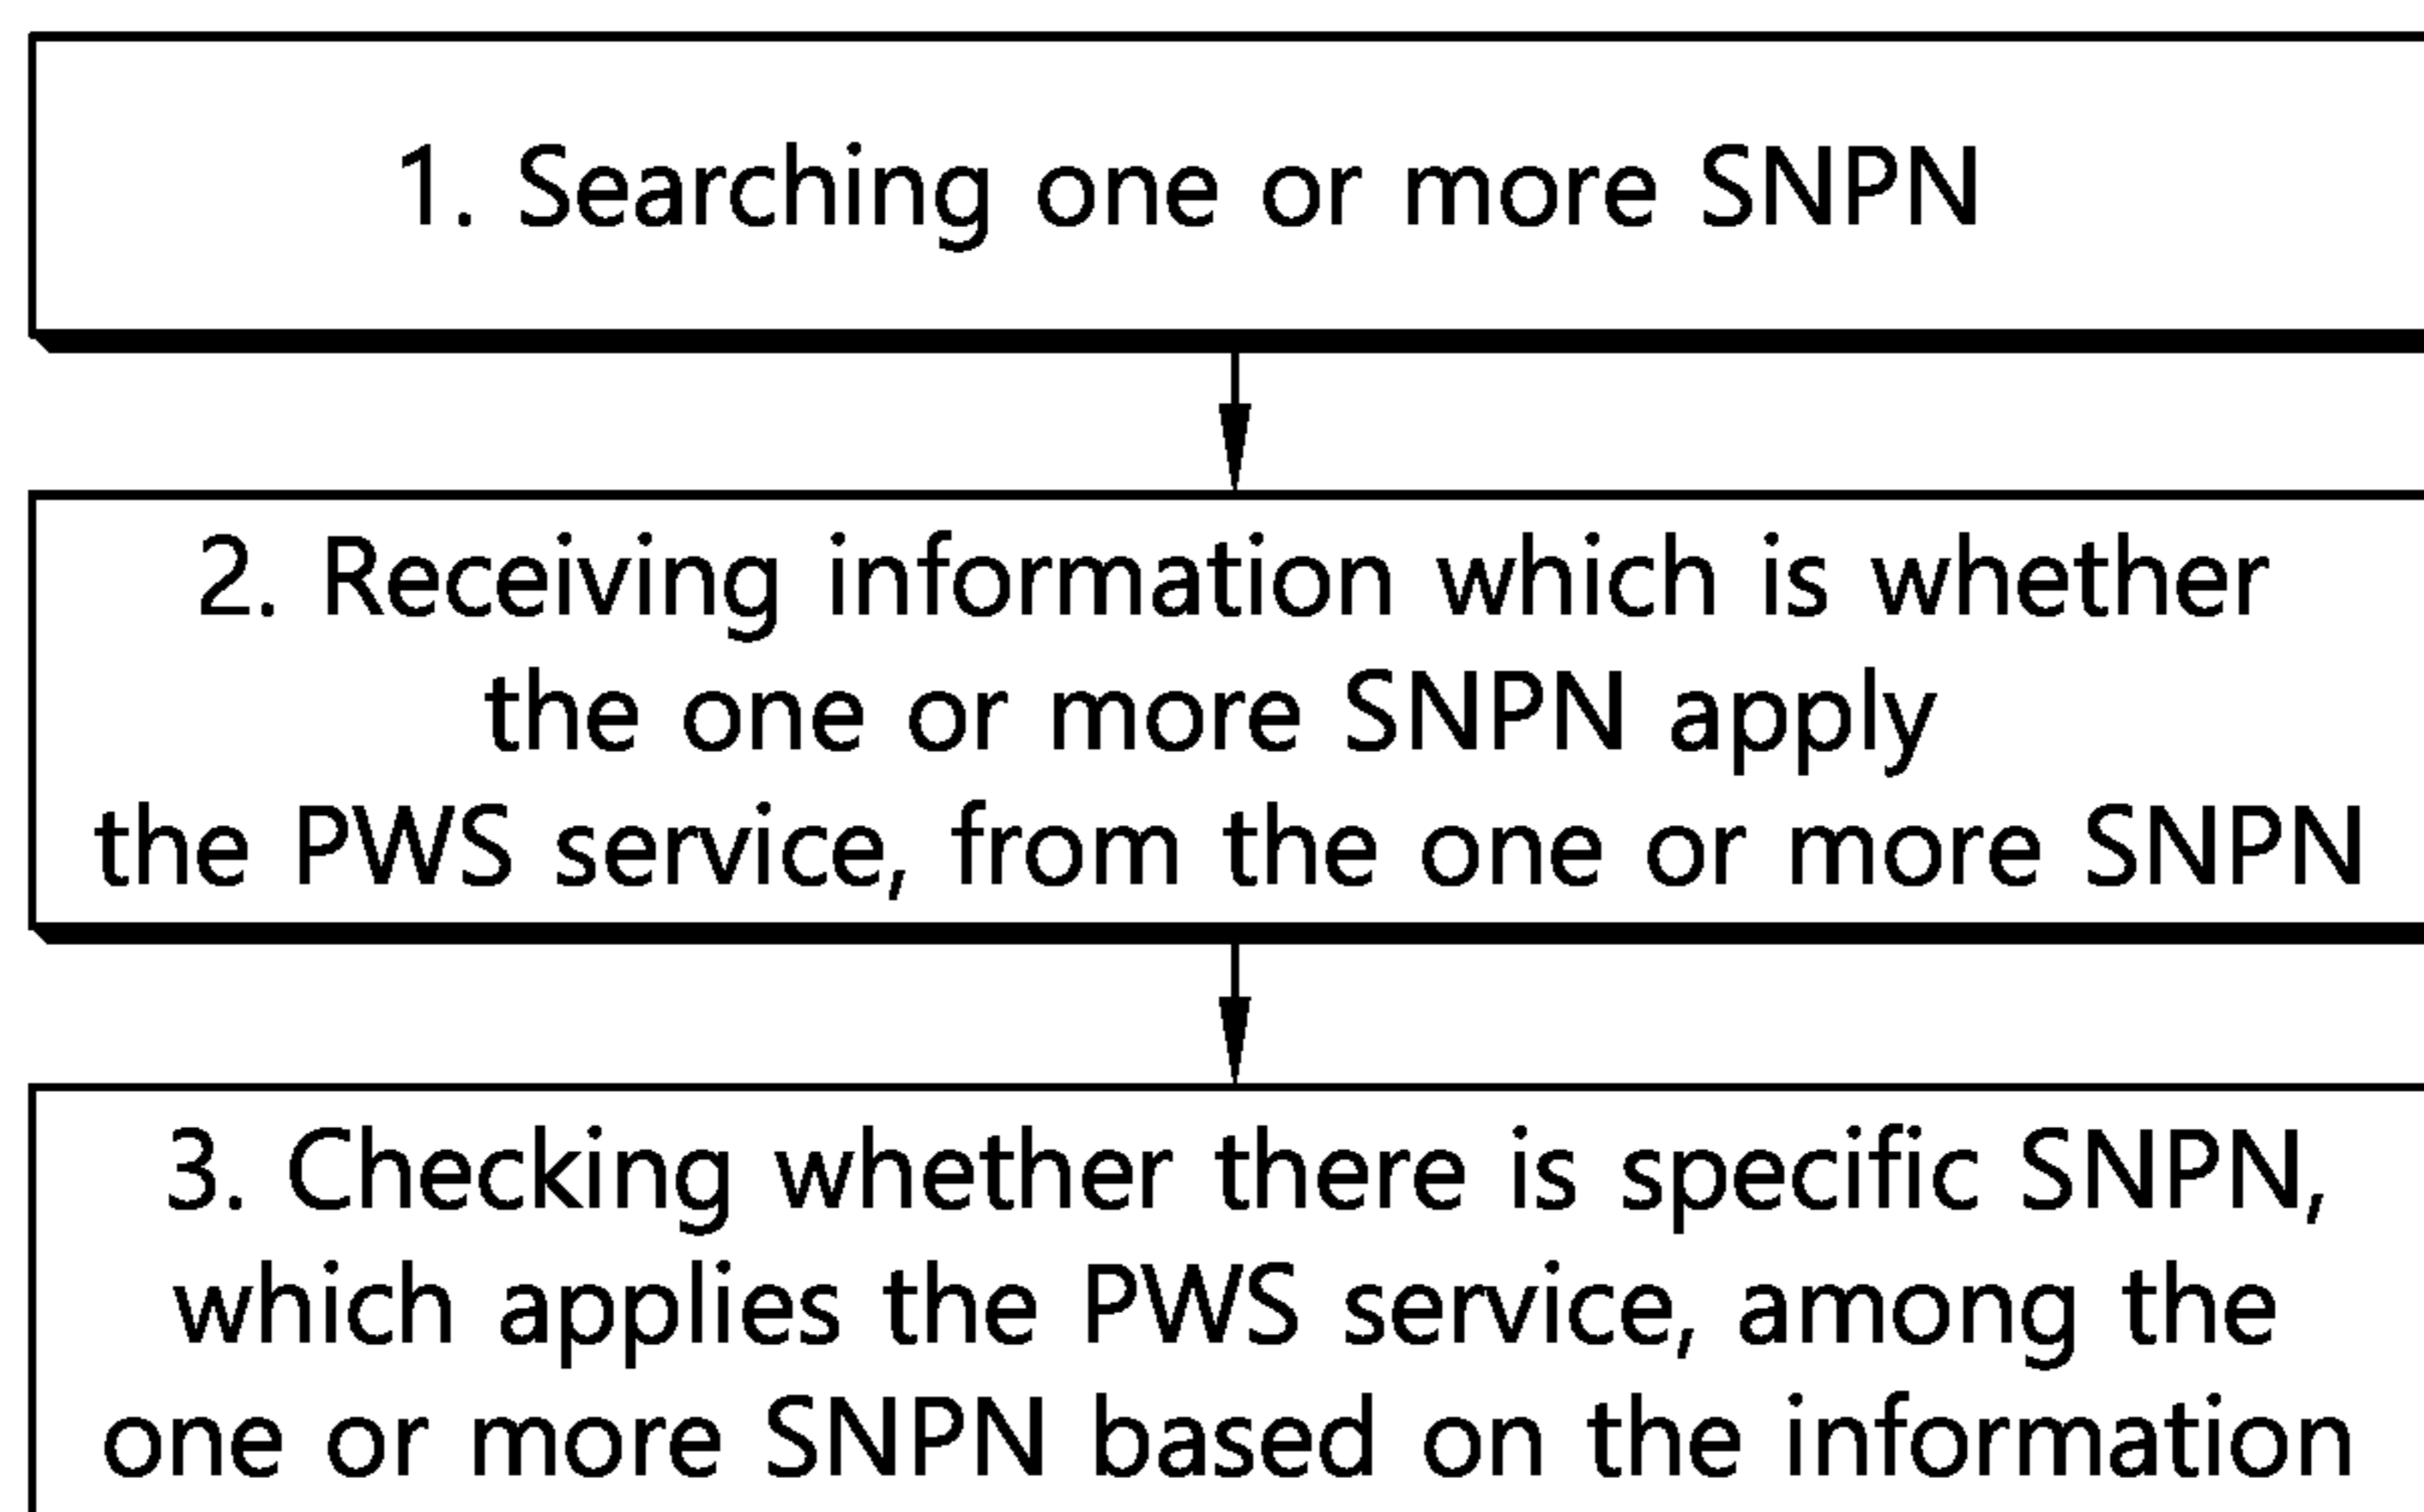 1. Searching one or more SNPN
2. Receiving information which is whether
the one or more SNPN apply
the PWS service, from the one or more SNPN
3. Checking whether there is specific SNPN,
which applies the PWS service, among the
one or more SNPN based on the information